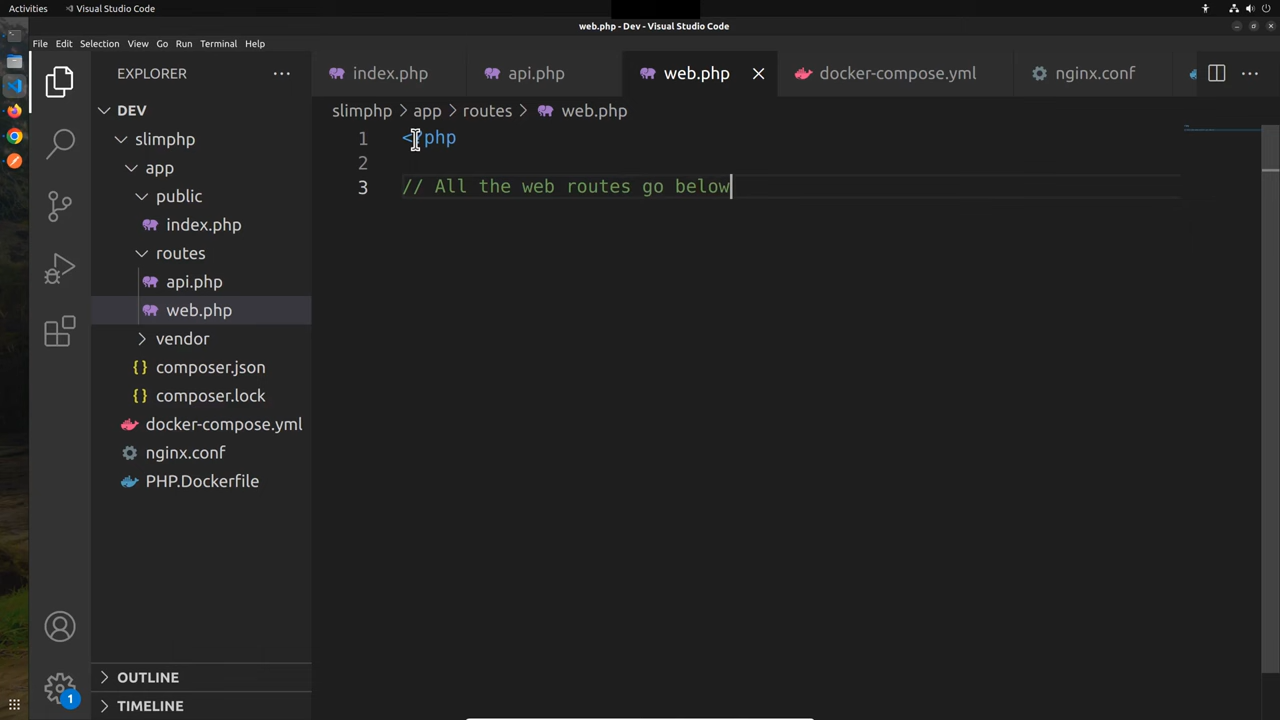 Activities
Visual Studio Code
web.php - Dev - Visual Studio Code
File Edit Selection View Go Run Terminal Help
EXPLORER
index.php
api.php
web.php
docker-compose.yml
nginx.conf
slimphp > app > routes > web.php
DEV
slimphp
app
public
index.php
routes
api.php
web.php
vendor
{} composer.json
{} composer.lock
docker-compose.yml
nginx.conf
PHP.Dockerfile
OUTLINE
TIMELINE
1
1 <?php
2
3 // All the web routes go below